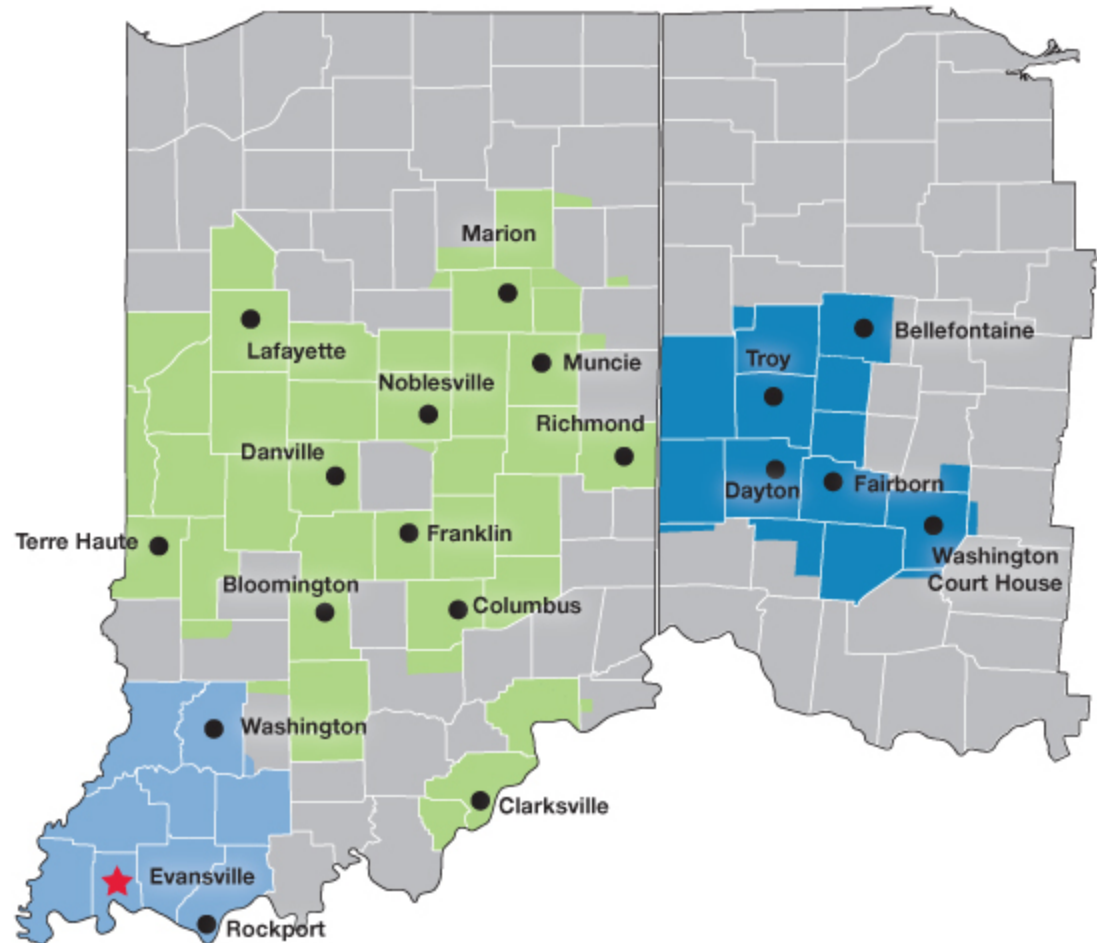 Marion
Bellefontaine
Lafayette
Troy
Muncie
Noblesville
Richmond
Danville
Dayton
Fairborn
Franklin
Terre Haute
Washington
Court House
Bloomington
Columbus
Washington
Clarksville
Evansville
Rockport